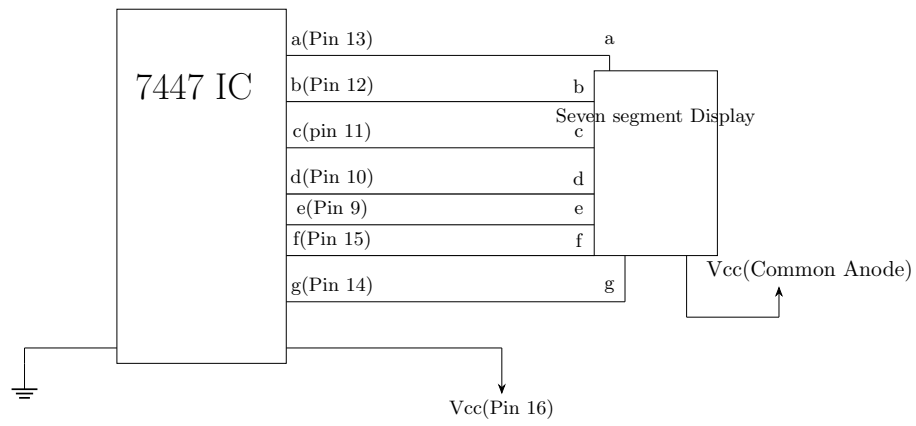 a(Pin 13)
a
7447 IC
b(Pin 12)
b
Seven segment Display
c(pin 11)
c
d(Pin 10)
d
e(Pin 9)
e
f(Pin 15)
f
Vcc(Common Anode)
g(Pin 14)
g
Vcc(Pin 16)